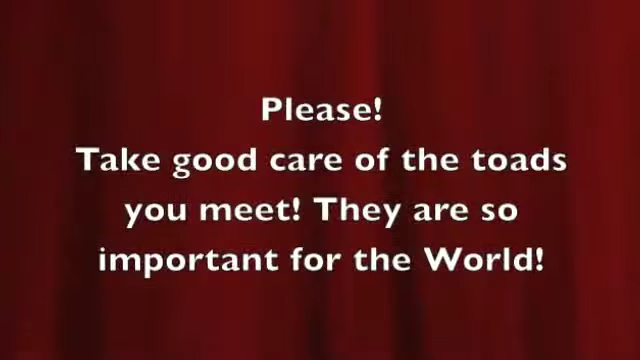 Please!
Take good care of the toads
you meet! They are so
important for the World!